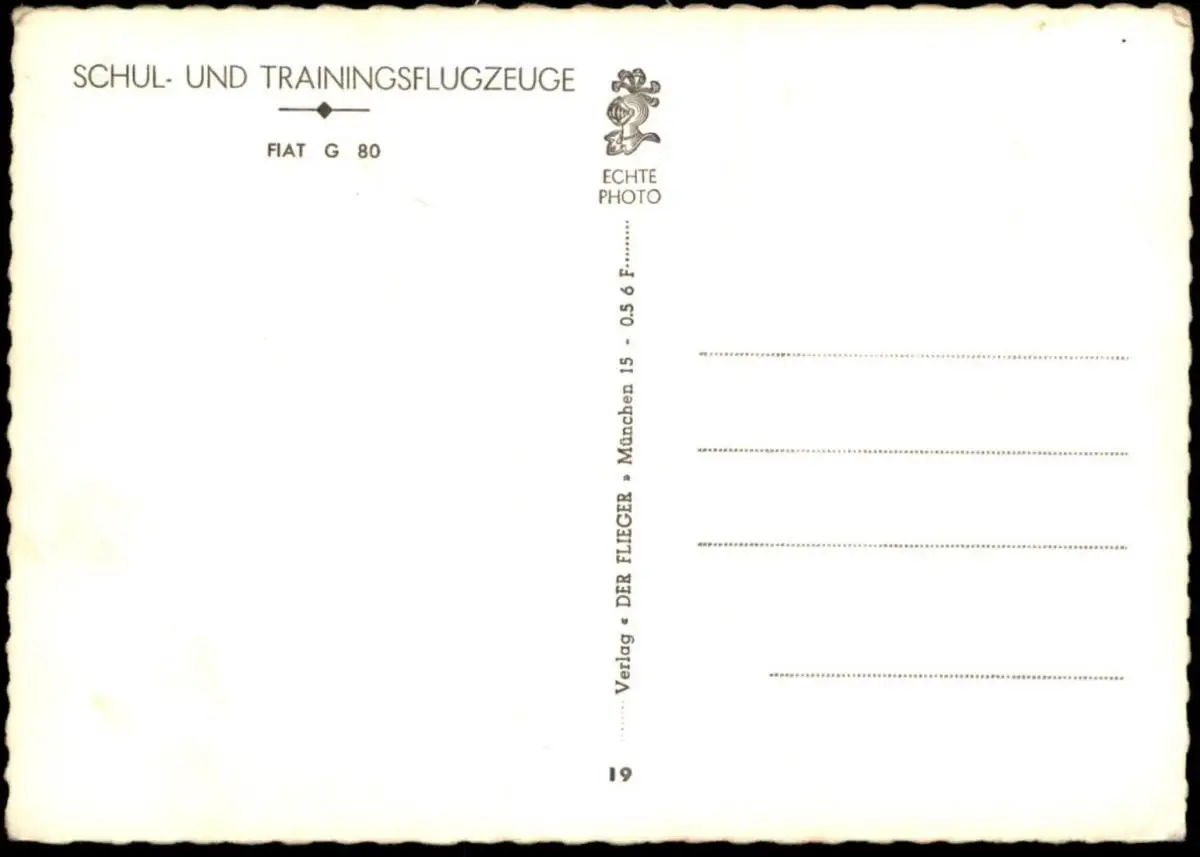 SCHUL- UND TRAININGSFLUGZEUGE
FIAT G 80
ECHTE
PHOTO
Verlag « DER FLIEGER » München 15 - 0.5 6 F
19